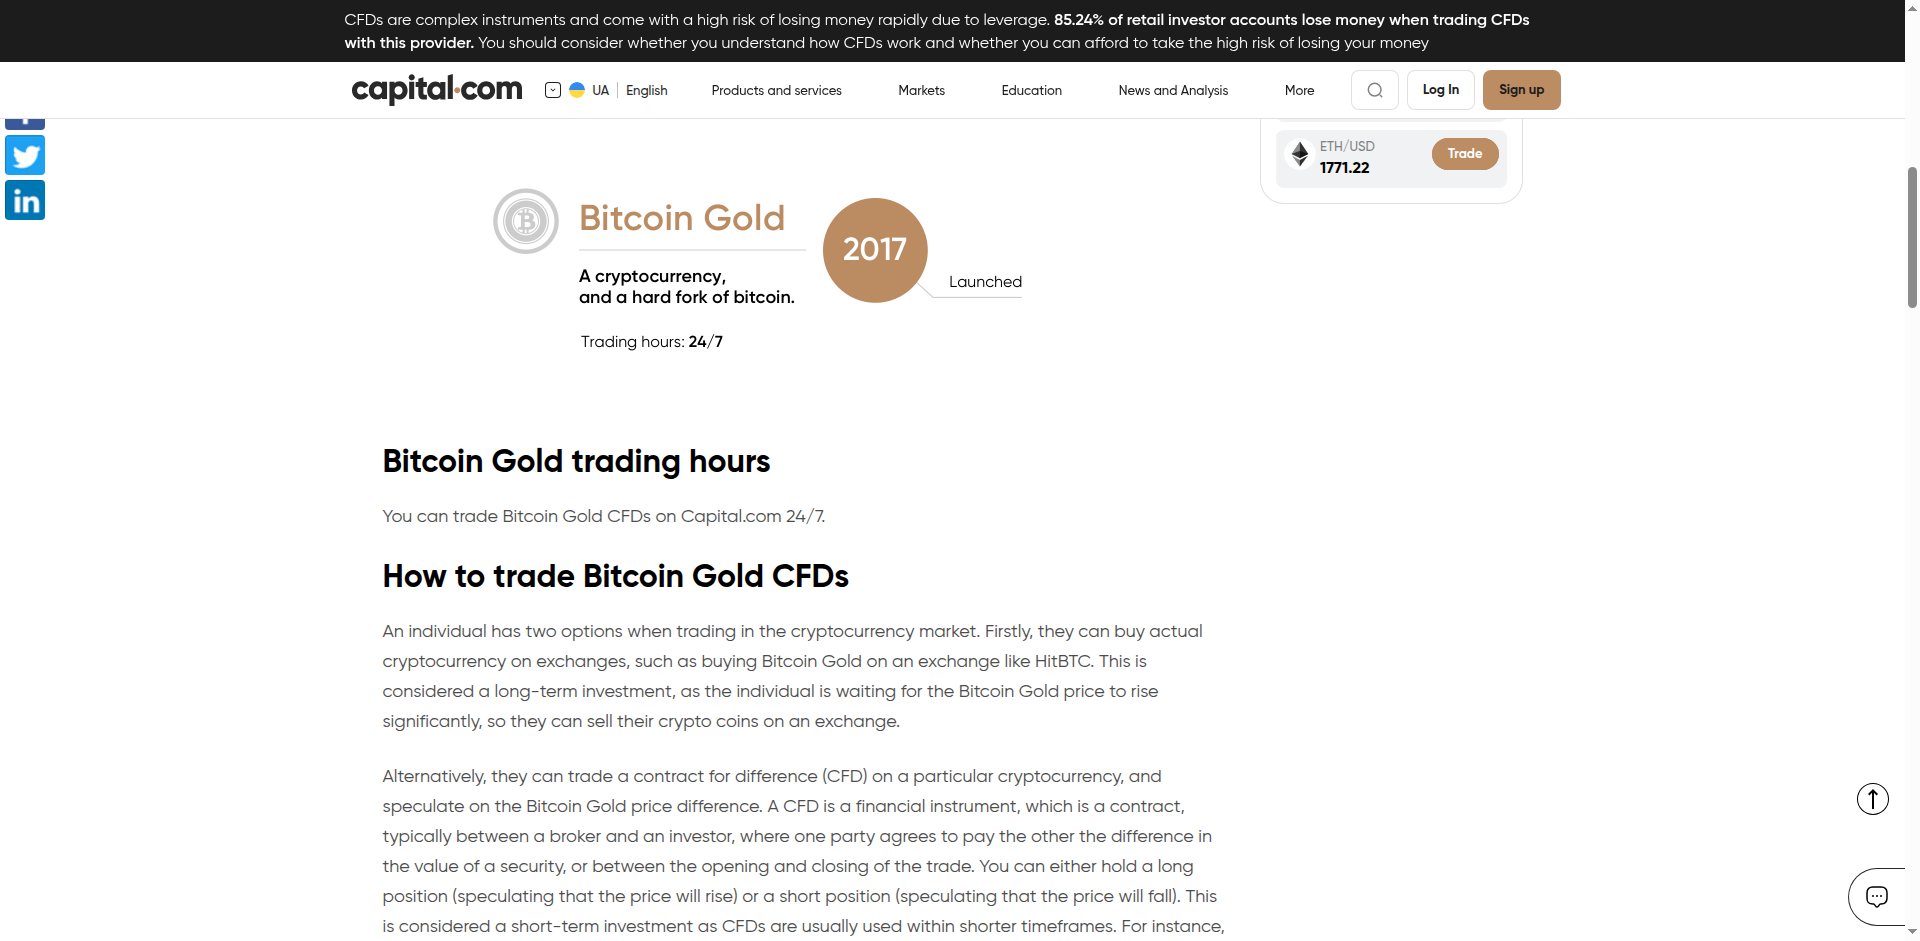 CFDs are complex instruments and come with a high risk of losing money rapidly due to leverage. 85.24% of retail investor accounts lose money when trading CFDs
with this provider. You should consider whether you understand how CFDs work and whether you can afford to take the high risk of losing your money
capital.com
UA | English
Products and services
Markets
Education
News and Analysis
More
Log In
Sign up
ETH/USD
1771.22
Trade
in
Bitcoin Gold
2017
Launched
A cryptocurrency,
and a hard fork of bitcoin.
Trading hours: 24/7
Bitcoin Gold trading hours
You can trade Bitcoin Gold CFDs on Capital.com 24/7.
How to trade Bitcoin Gold CFDs
An individual has two options when trading in the cryptocurrency market. Firstly, they can buy actual
cryptocurrency on exchanges, such as buying Bitcoin Gold on an exchange like HitBTC. This is
considered a long-term investment, as the individual is waiting for the Bitcoin Gold price to rise
significantly, so they can sell their crypto coins on an exchange.
Alternatively, they can trade a contract for difference (CFD) on a particular cryptocurrency, and
speculate on the Bitcoin Gold price difference. A CFD is a financial instrument, which is a contract,
typically between a broker and an investor, where one party agrees to pay the other the difference in
the value of a security, or between the opening and closing of the trade. You can either hold a long
position (speculating that the price will rise) or a short position (speculating that the price will fall). This
is considered a short-term investment as CFDs are usually used within shorter timeframes. For instance,